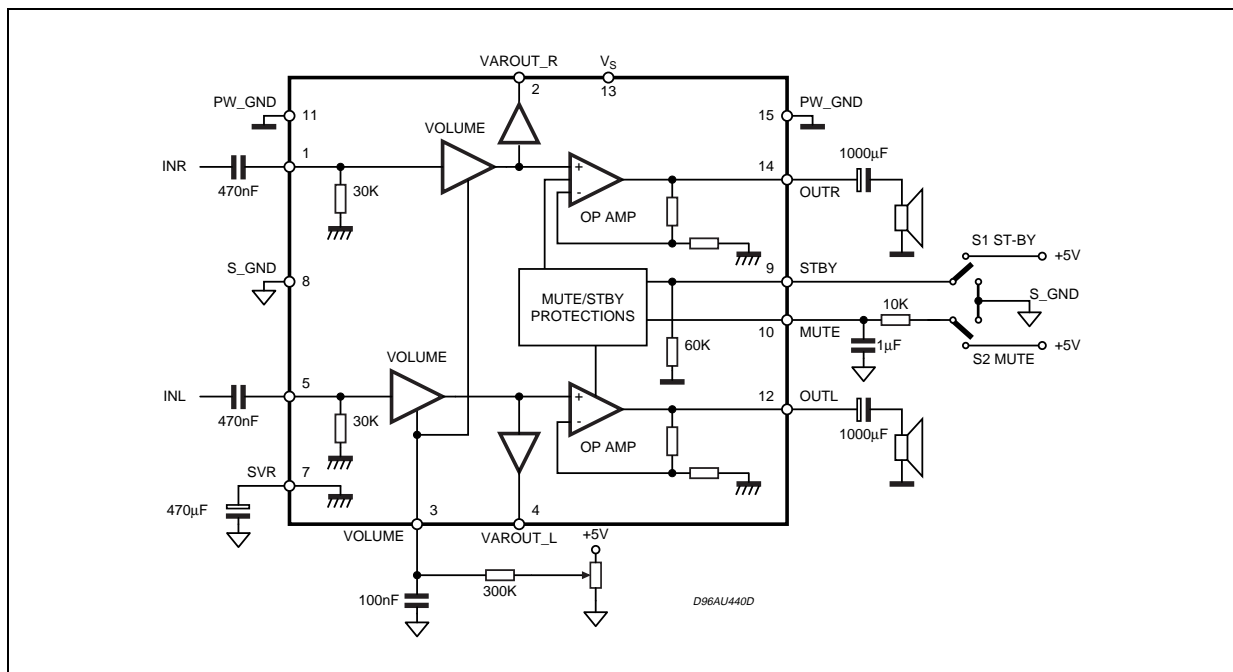 VAROUT_R
V_S
2
13
PW_GND
11
15
PW_GND
VOLUME
INR
470nF
1
30K
+
-
OP AMP
14
OUTR
1000μF
S_GND
8
MUTE/STBY
PROTECTIONS
9
STBY
S1 ST-BY
+5V
S_GND
10K
10
MUTE
60K
1μF
S2 MUTE
+5V
VOLUME
INL
470nF
5
30K
+
-
OP AMP
12
OUTL
1000μF
SVR
7
470μF
3
4
VOLUME
VAROUT_L
+5V
300K
100nF
D96AU440D